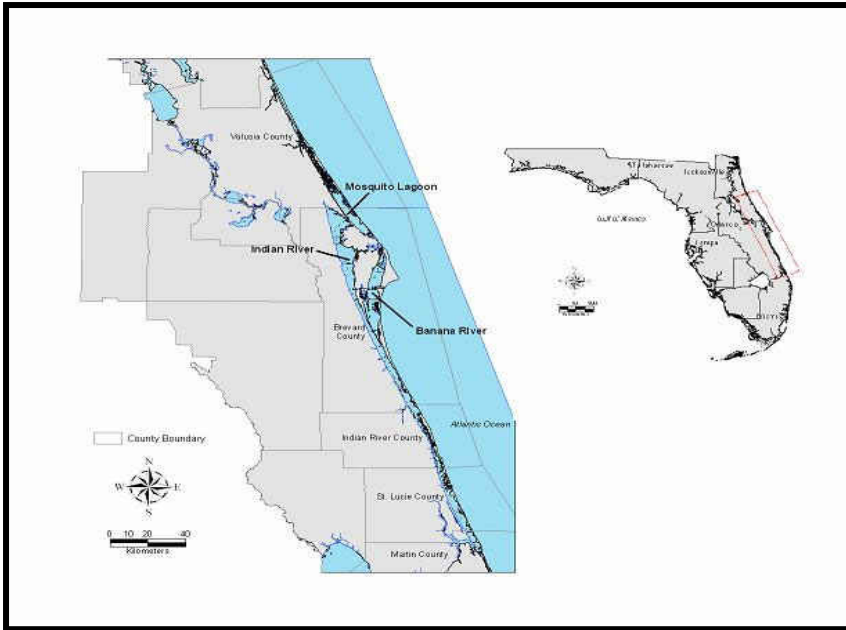 Volusia County
Mosquito Lagoon
Indian River
Banana River
Brevard
County
Indian River County
Atlantic Ocean
St. Lucie County
Martin County
County Boundary
N
W
E
S
0 10 20 40
Kilometers
Tallahassee
Jacksonville
Gulf of Mexico
Orlando
Tampa
Miami